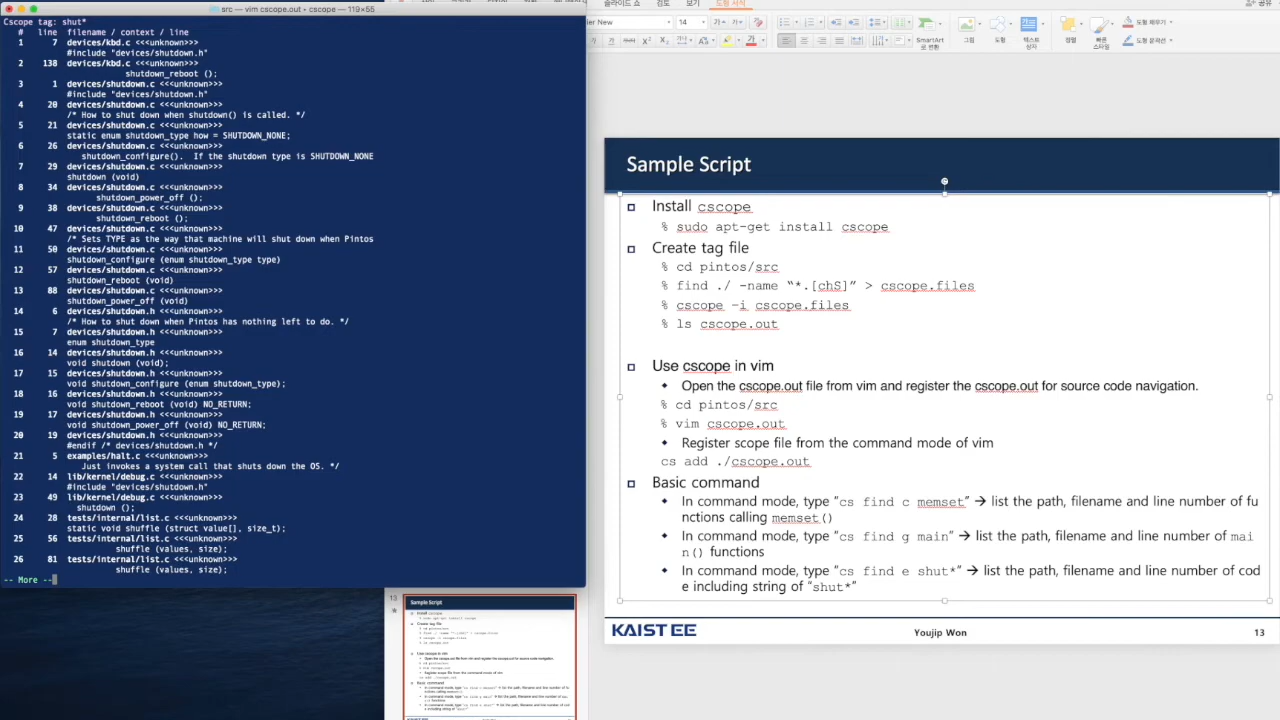 src — vim cscope.out • cscope — 119×55
Cscope tag: shut*
# line filename / context / line
1 7 devices/kbd.c <<<unknown>>>
#include "devices/shutdown.h"
2 138 devices/kbd.c <<<unknown>>>
shutdown_reboot ();
3 1 devices/shutdown.c <<<unknown>>>
#include "devices/shutdown.h"
4 20 devices/shutdown.c <<<unknown>>>
/* How to shut down when shutdown() is called. */
5 21 devices/shutdown.c <<<unknown>>>
static enum shutdown_type how = SHUTDOWN_NONE;
6 26 devices/shutdown.c <<<unknown>>>
shutdown_configure(). If the shutdown type is SHUTDOWN_NONE
7 29 devices/shutdown.c <<<unknown>>>
shutdown (void)
8 34 devices/shutdown.c <<<unknown>>>
shutdown_power_off ();
9 38 devices/shutdown.c <<<unknown>>>
shutdown_reboot ();
10 47 devices/shutdown.c <<<unknown>>>
/* Sets TYPE as the way that machine will shut down when Pintos
11 50 devices/shutdown.c <<<unknown>>>
shutdown_configure (enum shutdown_type type)
12 57 devices/shutdown.c <<<unknown>>>
shutdown_reboot (void)
13 88 devices/shutdown.c <<<unknown>>>
shutdown_power_off (void)
14 6 devices/shutdown.h <<<unknown>>>
/* How to shut down when Pintos has nothing left to do. */
15 7 devices/shutdown.h <<<unknown>>>
enum shutdown_type
16 14 devices/shutdown.h <<<unknown>>>
void shutdown (void);
17 15 devices/shutdown.h <<<unknown>>>
void shutdown_configure (enum shutdown_type);
18 16 devices/shutdown.h <<<unknown>>>
void shutdown_reboot (void) NO_RETURN;
19 17 devices/shutdown.h <<<unknown>>>
void shutdown_power_off (void) NO_RETURN;
20 19 devices/shutdown.h <<<unknown>>>
#endif /* devices/shutdown.h */
21 5 examples/halt.c <<<unknown>>>
Just invokes a system call that shuts down the OS. */
22 14 lib/kernel/debug.c <<<unknown>>>
#include "devices/shutdown.h"
23 49 lib/kernel/debug.c <<<unknown>>>
shutdown ();
24 28 tests/internal/list.c <<<unknown>>>
static void shuffle (struct value[], size_t);
25 56 tests/internal/list.c <<<unknown>>>
shuffle (values, size);
26 81 tests/internal/list.c <<<unknown>>>
shuffle (values, size);
-- More --
도형 서식
14
SmartArt
Sample Script
Install cscope
% sudo apt-get install cscope
Create tag file
% cd pintos/src
% find ./ -name “*.[chS]” > cscope.files
% cscope -i cscope.files
% ls cscope.out
Use cscope in vim
Open the cscope.out file from vim and register the cscope.out for source code navigation.
% cd pintos/src
% vim cscope.out
Register scope file from the command mode of vim
cs add ./cscope.out
Basic command
In command mode, type “cs find c memset” → list the path, filename and line number of fu
nctions calling memset()
In command mode, type “cs find g main” → list the path, filename and line number of mai
n() functions
In command mode, type “cs find e shut*” → list the path, filename and line number of cod
e including string of “shut*”
KAIST EE
Youjip Won
13
13
Sample Script